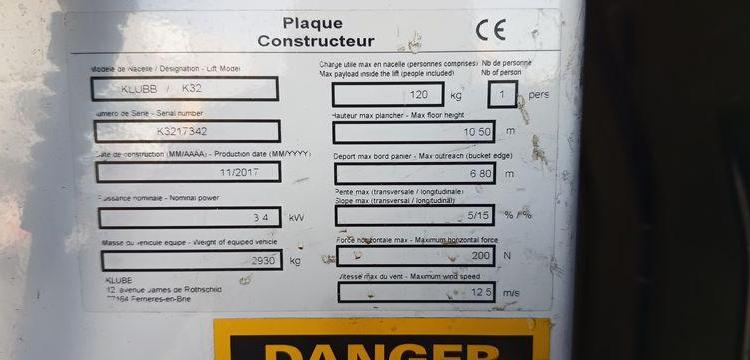 Plaque
Constructeur
CE
Modèle de Nacelle / Désignation - Lift Model
KLUBB / K32
Numero de Serie - Serial number
K3217342
Date de construction (MM/AAAA) - Production date (MM/YYYY)
11/2017
Puissance nominale - Nominal power
3 4 kW
Masse du vehicule equipe - Weight of equiped vehicle
2930 kg
KLUBB
12 avenue James de Rothschild
77164 Ferrieres-en-Brie
Charge utile max en nacelle (personnes comprises)
Max payload inside the lift (people included)
120 kg
Nb de personne
Nb of person
1 pers
Hauteur max plancher - Max floor height
10 50 m
Deport max bord panier - Max outreach (bucket edge)
6 80 m
Pente max (transversale / longitudinale)
Slope max (transversal / longitudinal)
5/15 % / %
Force horizontale max - Maximum horizontal force
200 N
Vitesse max du vent - Maximum wind speed
12 5 m/s
DANGER